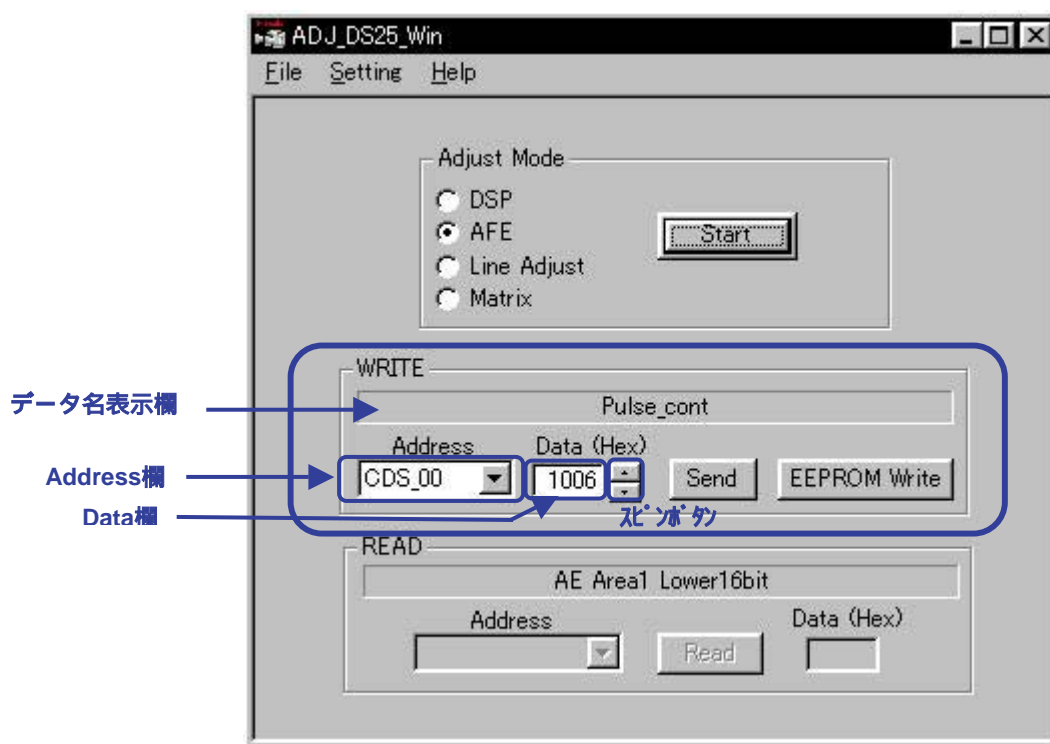 ADJ_DS25_Win
File Setting Help
Adjust Mode
DSP
AFE
Start
Line Adjust
Matrix
WRITE
データ名表示欄
Pulse_cont
Address Data (Hex)
Address欄
CDS_00 1006 Send EEPROM Write
Data欄
スピンボタン
READ
AE Area1 Lower16bit
Address Data (Hex)
Read